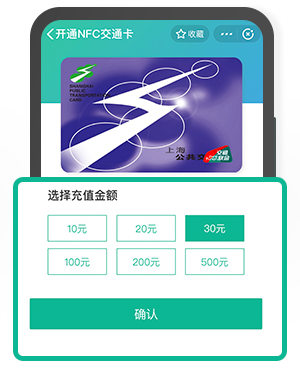 开通NFC交通卡
收藏
SHANGHAI
PUBLIC
TRANSPORTATION
CARD
上海
公共交
选择充值金额
10元 20元 30元
100元 200元 500元
确认